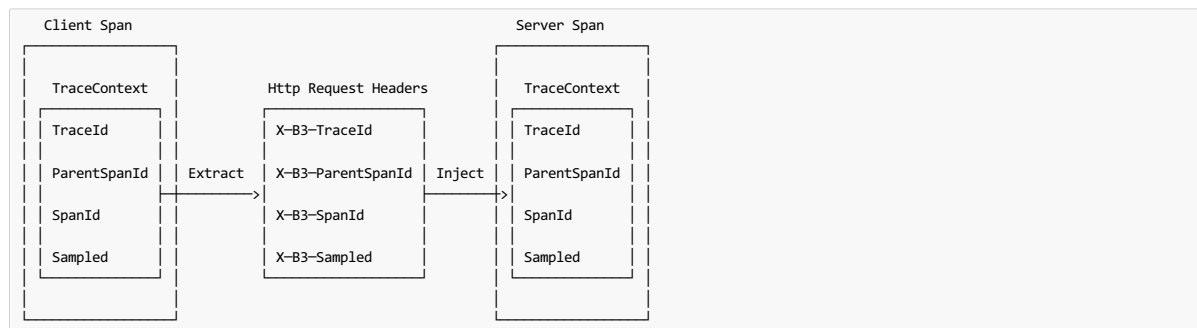 Client Span Server Span
TraceContext Http Request Headers TraceContext
TraceId X-B3-TraceId TraceId
ParentSpanId Extract X-B3-ParentSpanId Inject ParentSpanId
SpanId X-B3-SpanId SpanId
Sampled X-B3-Sampled Sampled